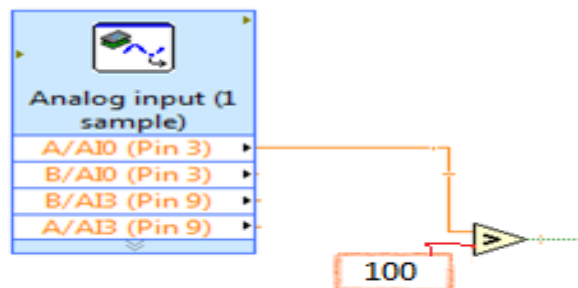 Analog input (1
sample)
A/AI0 (Pin 3)
B/AI0 (Pin 3)
B/AI3 (Pin 9)
A/AI3 (Pin 9)
>
100